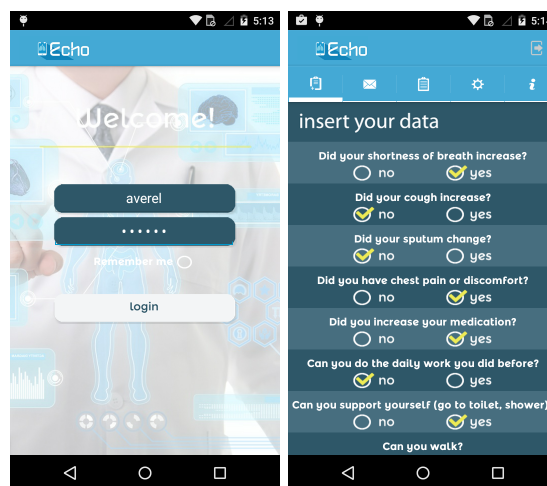 5:13
Echo
Welcome!
averel
••••••
Remember me
login
5:14
Echo
i
insert your data
Did your shortness of breath increase?
no yes
Did your cough increase?
no yes
Did your sputum change?
no yes
Did you have chest pain or discomfort?
no yes
Did you increase your medication?
no yes
Can you do the daily work you did before?
no yes
Can you support yourself (go to toilet, shower)
no yes
Can you walk?